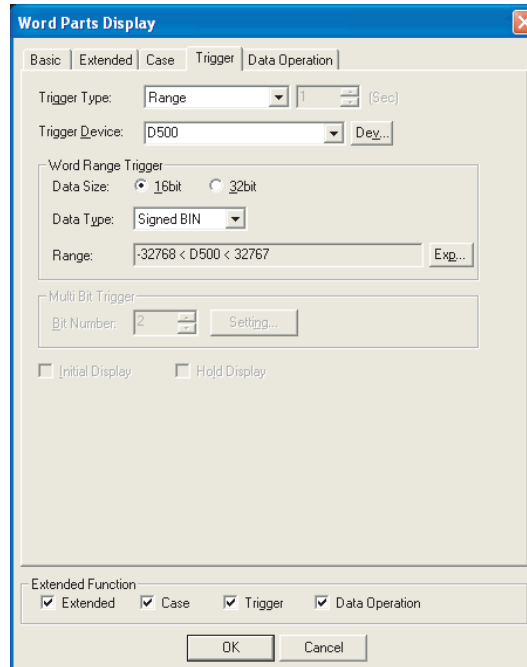 Word Parts Display
Basic Extended Case Trigger Data Operation
Trigger Type: Range 1 (Sec)
Trigger Device: D500 Dev...
Word Range Trigger
Data Size: 16bit 32bit
Data Type: Signed BIN
Range: -32768 < D500 < 32767 Exp...
Multi Bit Trigger
Bit Number: 2 Setting...
Initial Display Hold Display
Extended Function
Extended Case Trigger Data Operation
OK Cancel